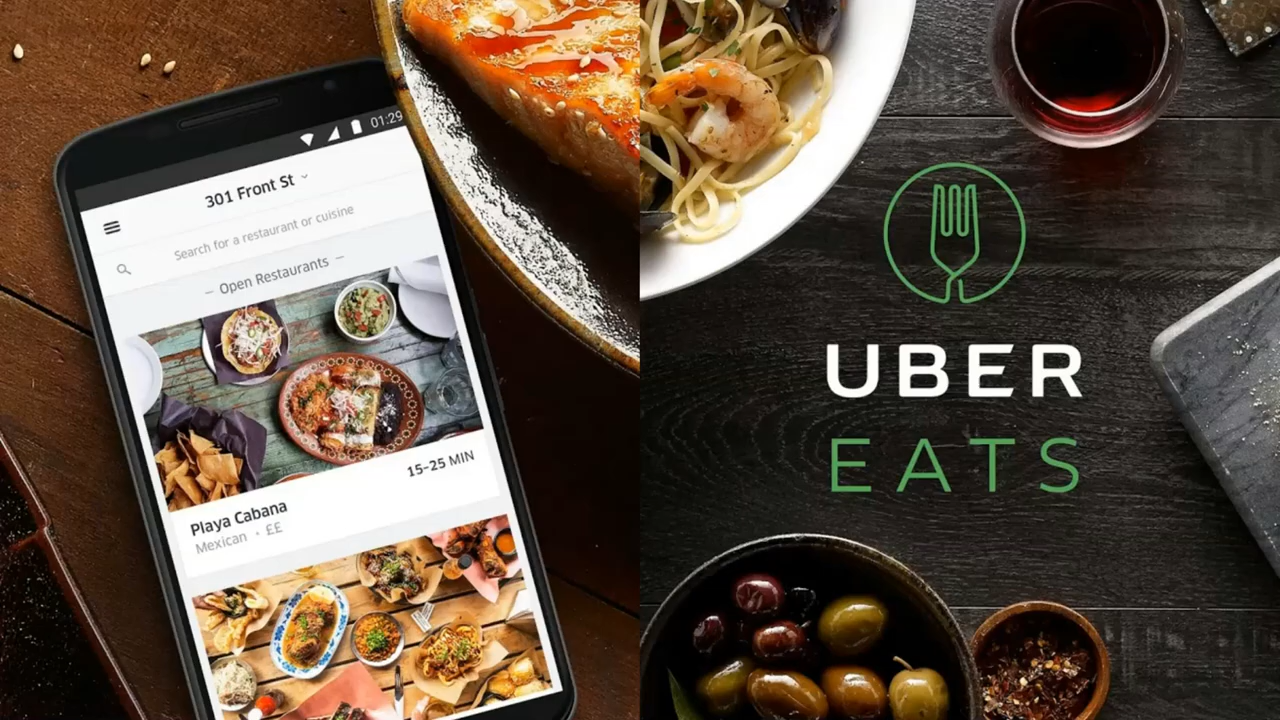 01:29
301 Front St
Search for a restaurant or cuisine
— Open Restaurants —
15-25 MIN
Playa Cabana
Mexican • ££
UBER
EATS